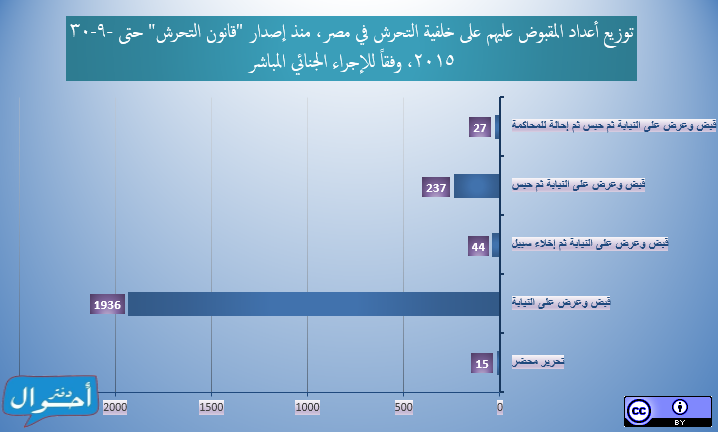 توزيع أعداد المقبوض عليهم على خلفية التحرش في مصر، منذ إصدار "قانون التحرش" حتى ٣٠-٩-
٢٠١٥، وفقاً للإجراء الجنائي المباشر
قبض وعرض على النيابة ثم حبس ثم إحالة للمحاكمة
27
قبض وعرض على النيابة ثم حبس
237
قبض وعرض على النيابة ثم إخلاء سبيل
44
قبض وعرض على النيابة
1936
تحرير محضر
15
0
500
1000
1500
2000
دفتر
أحوال
cc
BY